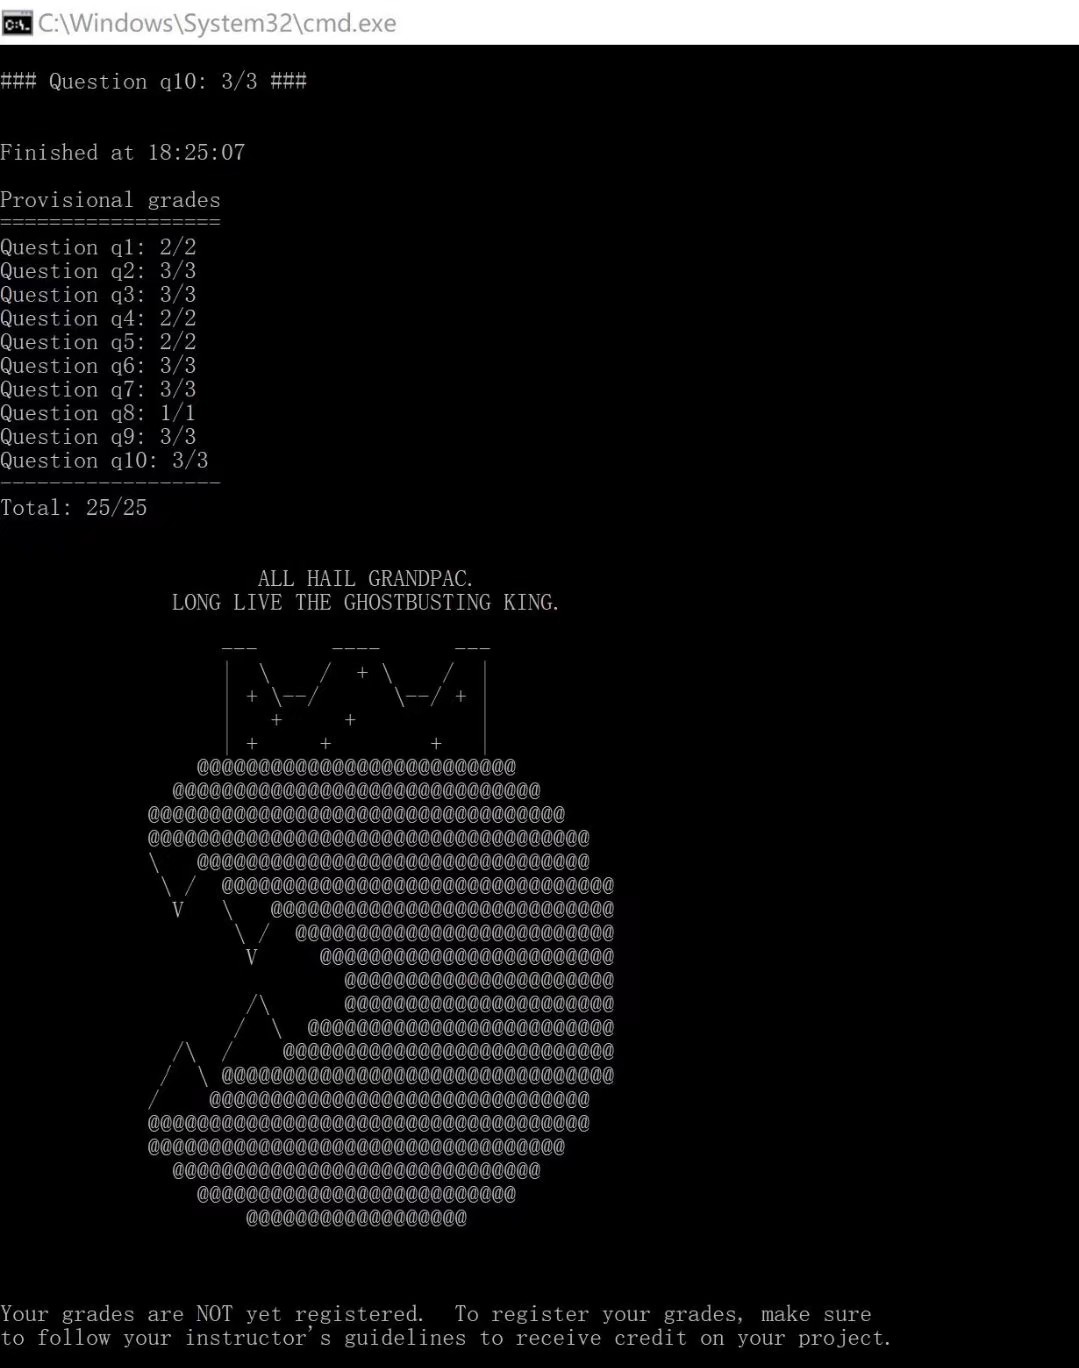 C:\Windows\System32\cmd.exe
### Question q10: 3/3 ###
Finished at 18:25:07
Provisional grades
==================
Question q1: 2/2
Question q2: 3/3
Question q3: 3/3
Question q4: 2/2
Question q5: 2/2
Question q6: 3/3
Question q7: 3/3
Question q8: 1/1
Question q9: 3/3
Question q10: 3/3
------------------
Total: 25/25
ALL HAIL GRANDPAC.
LONG LIVE THE GHOSTBUSTING KING.
Your grades are NOT yet registered.  To register your grades, make sure
to follow your instructor's guidelines to receive credit on your project.